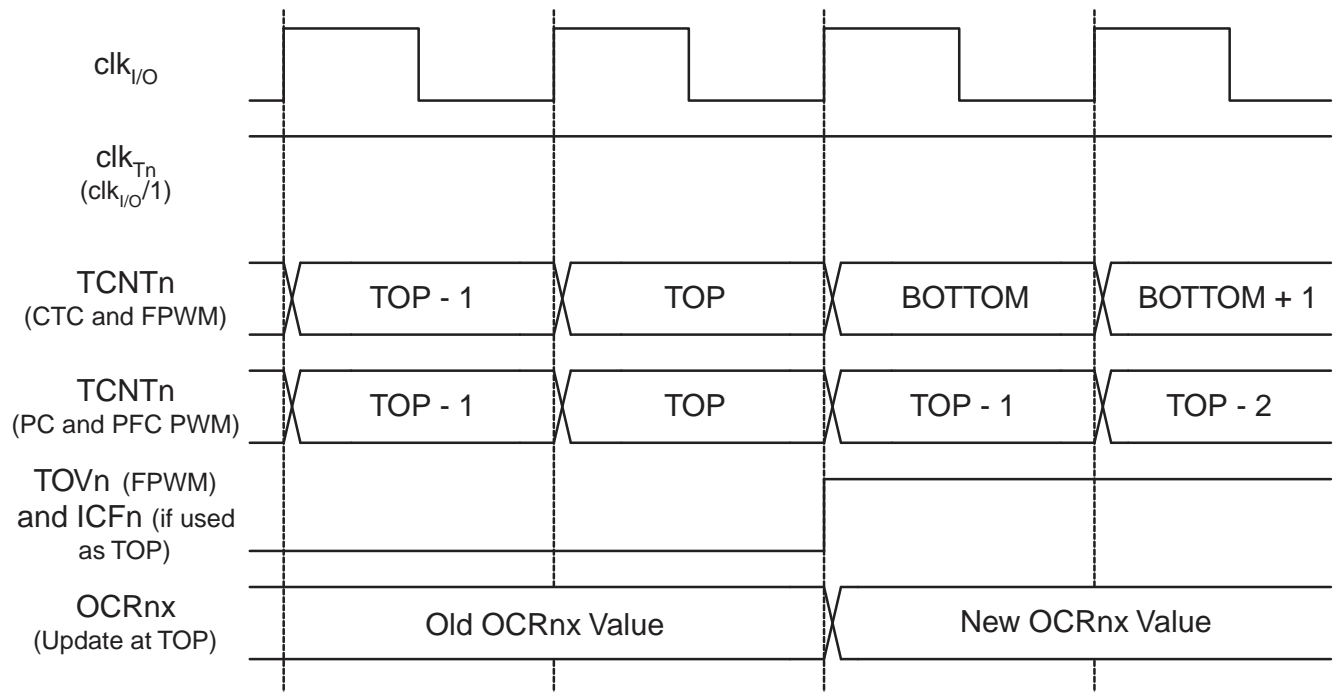 clkI/O
clkTn
(clkI/O/1)
TCNTn
(CTC and FPWM)
TOP - 1
TOP
BOTTOM
BOTTOM + 1
TCNTn
(PC and PFC PWM)
TOP - 1
TOP
TOP - 1
TOP - 2
TOVn (FPWM)
and ICFn (if used
as TOP)
OCRnx
(Update at TOP)
Old OCRnx Value
New OCRnx Value